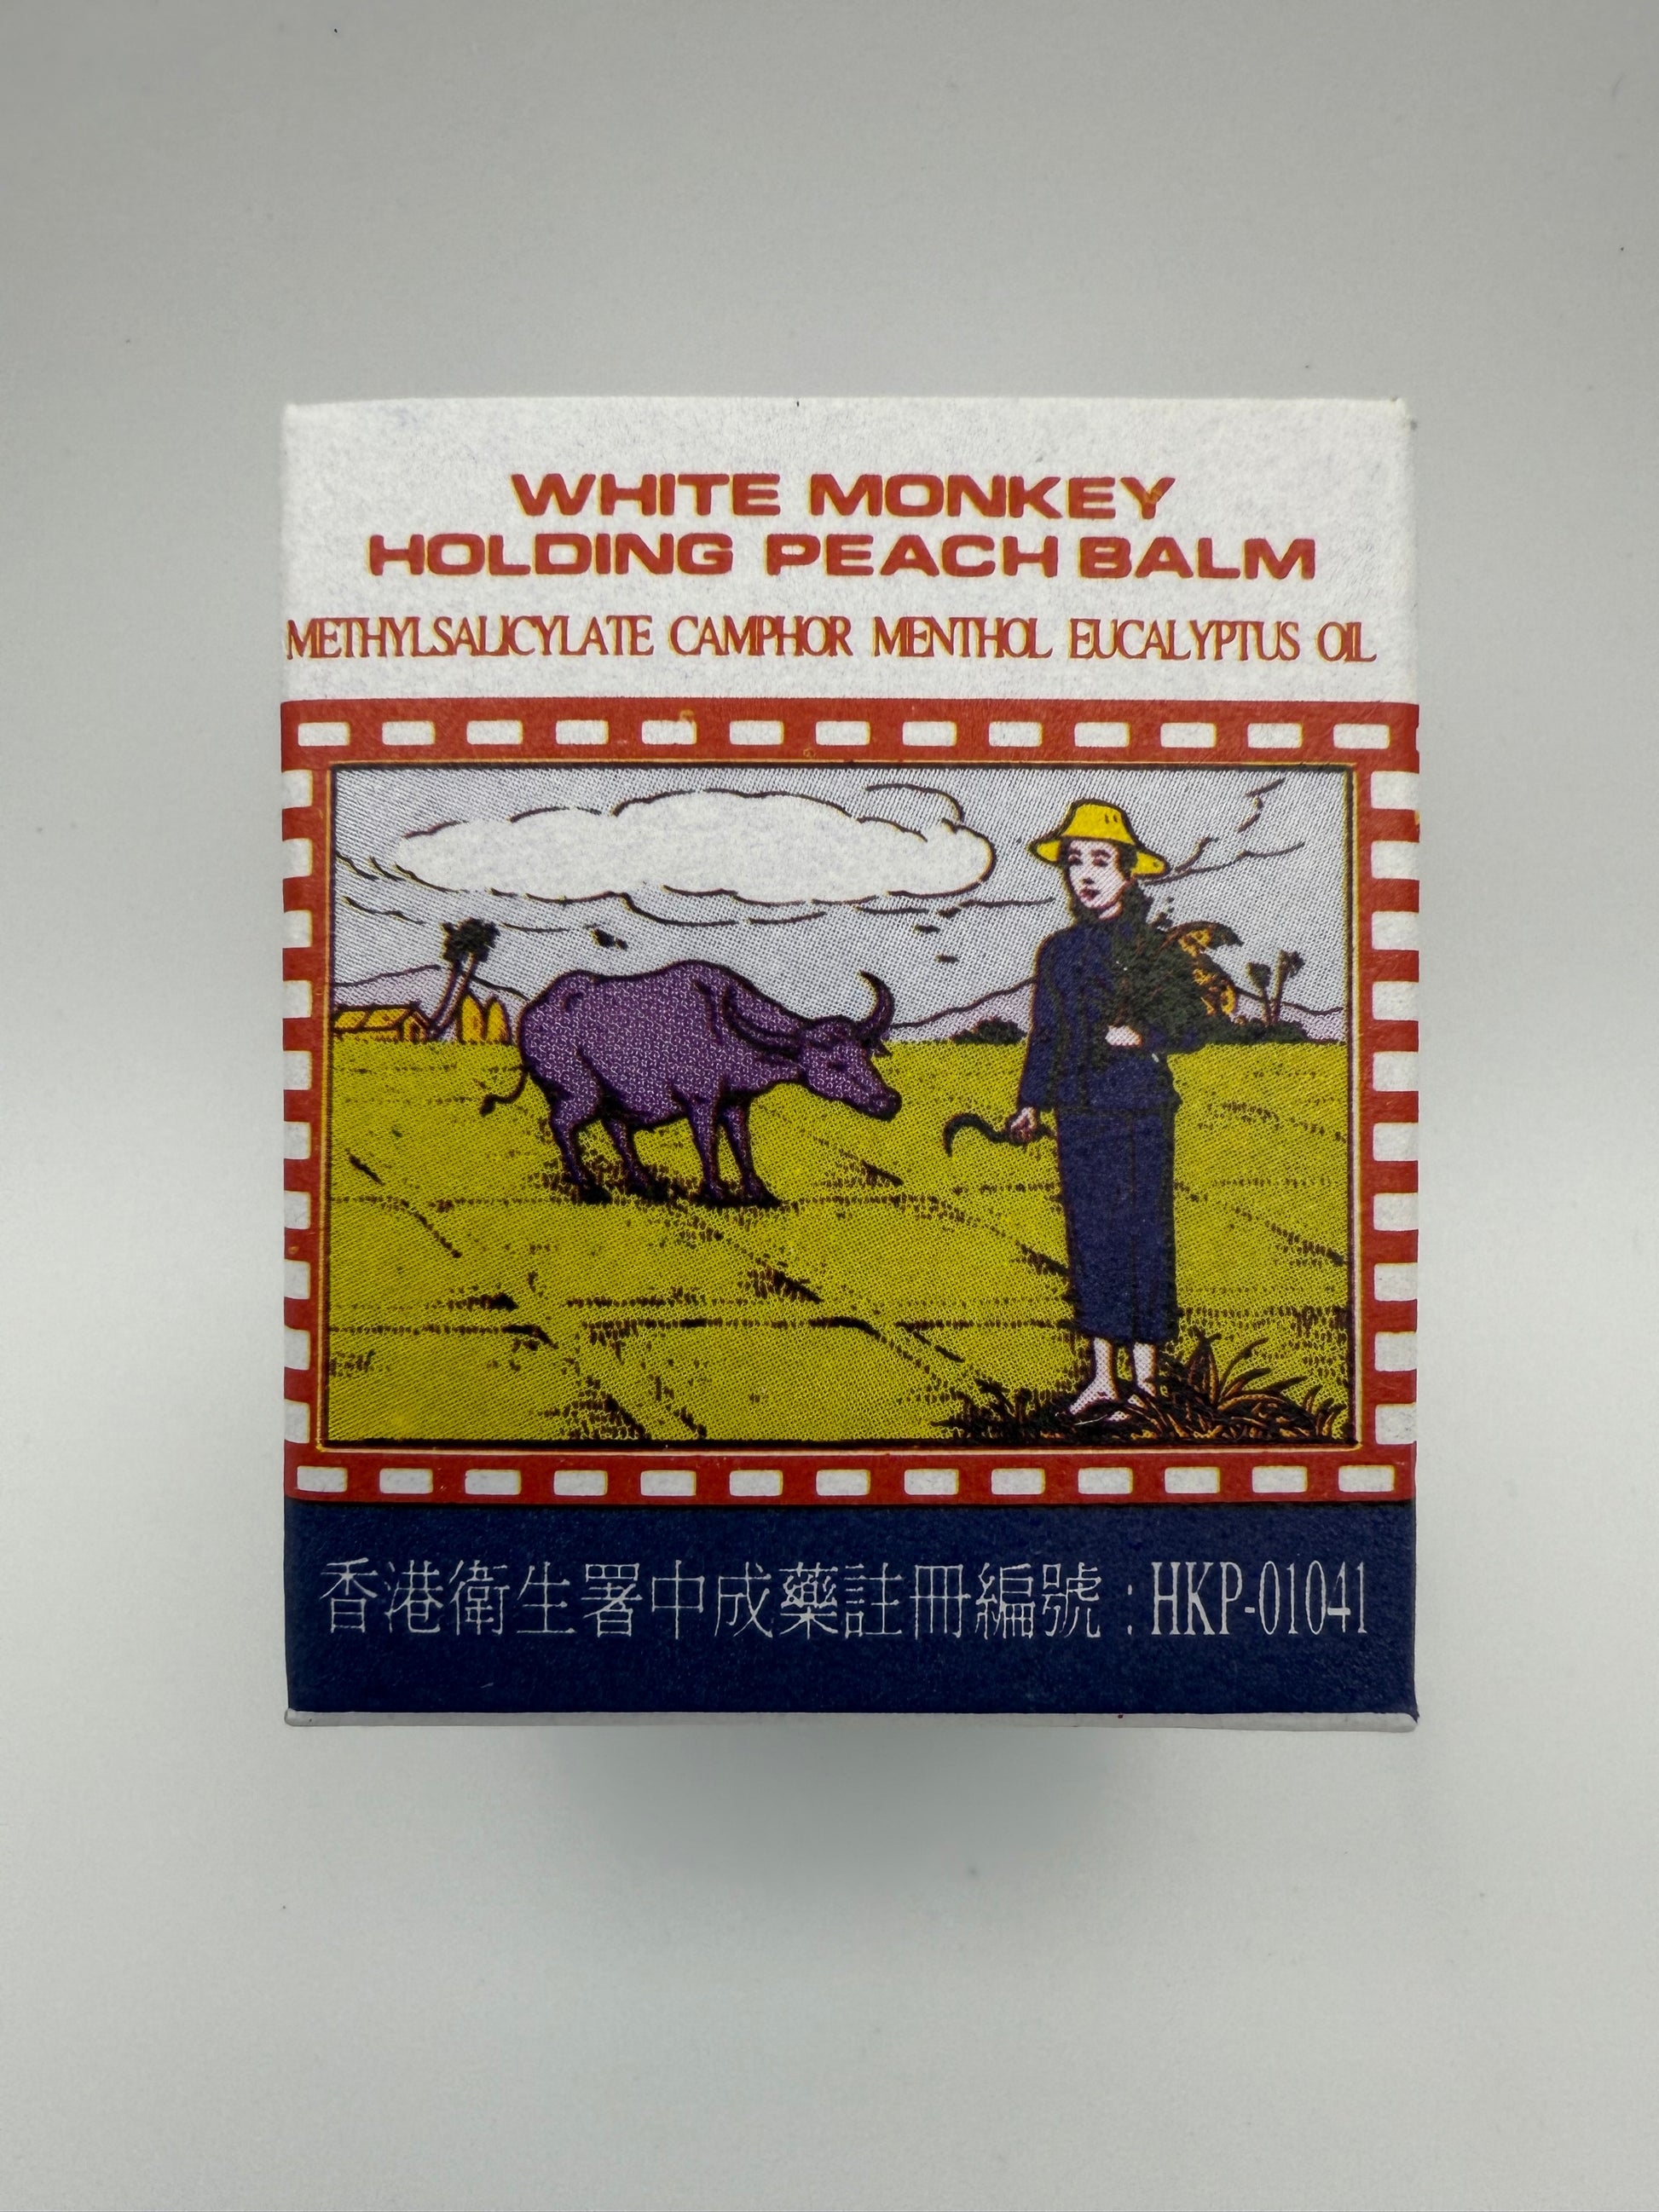 WHITE MONKEY
HOLDING PEACH BALM
METHYLSALICYLATE CAMPHOR MENTHOL EUCALYPTUS OIL
香港衛生署中成藥註冊編號：HKP-01041